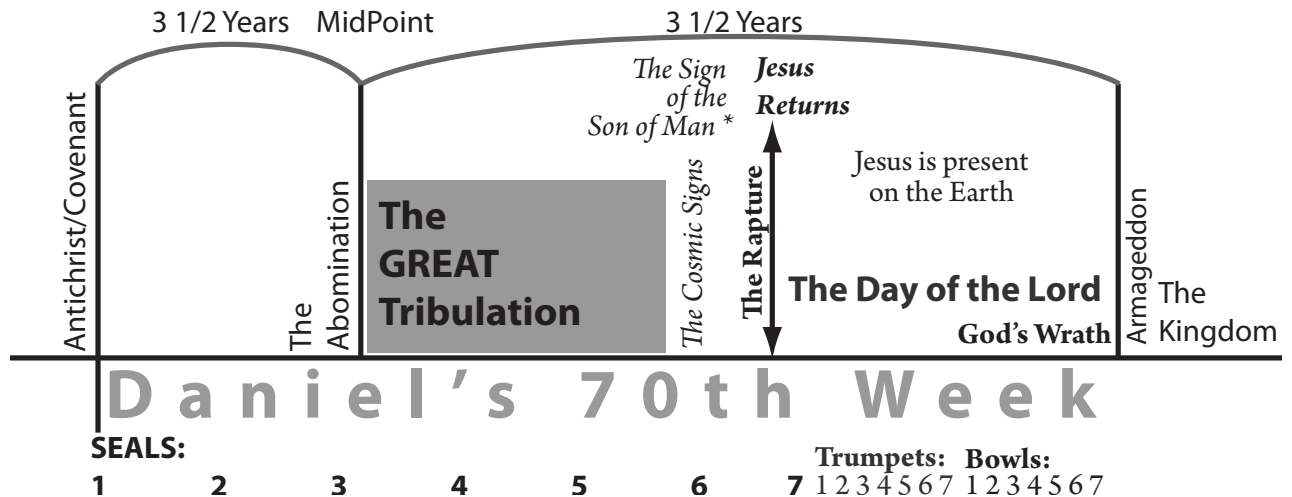 3 1/2 Years
MidPoint
3 1/2 Years
Antichrist/Covenant
The
Abomination
The
GREAT
Tribulation
The Sign
of the
Son of Man *
The Cosmic Signs
Jesus
Returns
The Rapture
Jesus is present
on the Earth
The Day of the Lord
God’s Wrath
Armageddon
The
Kingdom
Daniel’s 70th Week
SEALS:
1 2 3 4 5 6 7
Trumpets:
1 2 3 4 5 6 7
Bowls:
1 2 3 4 5 6 7